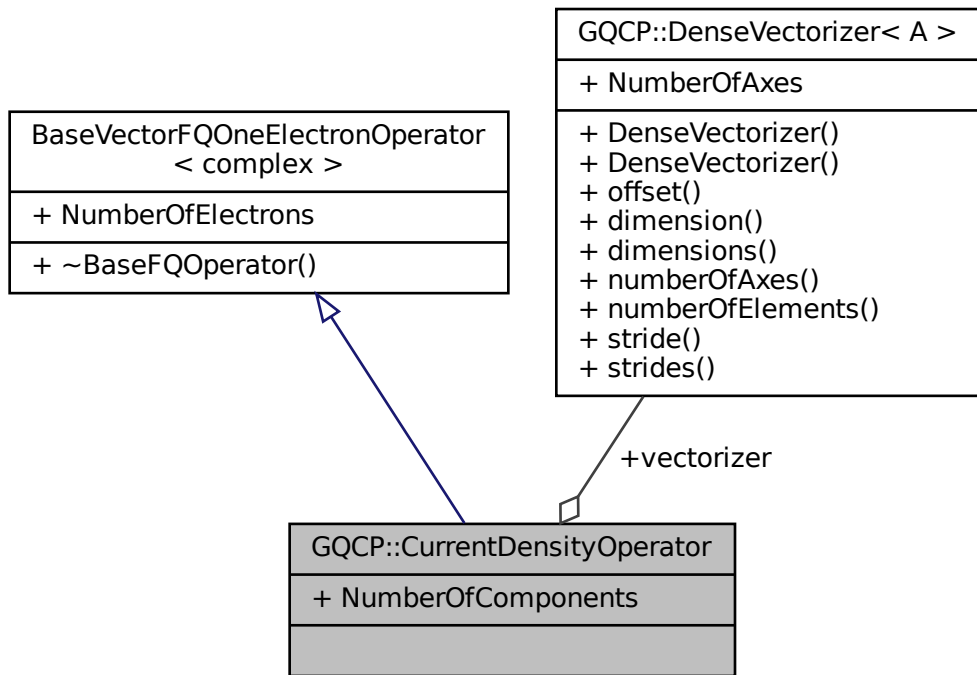 GQCP::DenseVectorizer< A >
+ NumberOfAxes
+ DenseVectorizer()
+ DenseVectorizer()
+ offset()
+ dimension()
+ dimensions()
+ numberOfAxes()
+ numberOfElements()
+ stride()
+ strides()
BaseVectorFQOneElectronOperator
< complex >
+ NumberOfElectrons
+ ~BaseFQOperator()
+vectorizer
GQCP::CurrentDensityOperator
+ NumberOfComponents